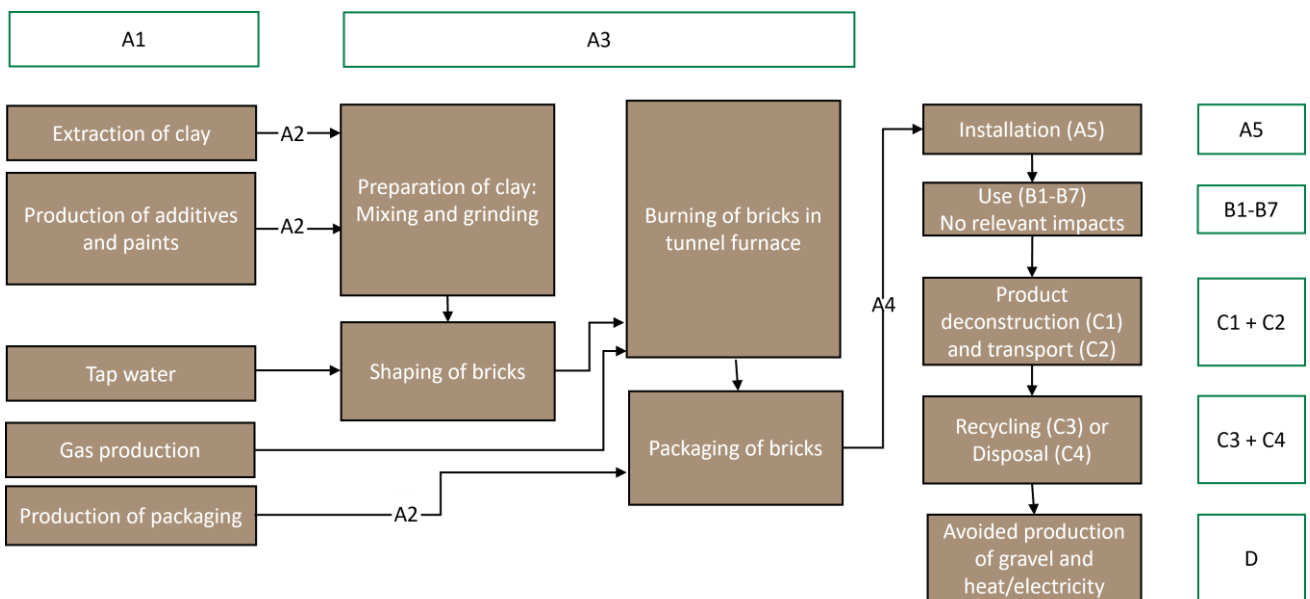 A1
A3
Extraction of clay
A2
Production of additives
and paints
A2
Tap water
Gas production
Production of packaging
A2
Preparation of clay:
Mixing and grinding
Shaping of bricks
Burning of bricks in
tunnel furnace
Packaging of bricks
A4
Installation (A5)
A5
Use (B1-B7)
No relevant impacts
B1-B7
Product
deconstruction (C1)
and transport (C2)
C1 + C2
Recycling (C3) or
Disposal (C4)
C3 + C4
Avoided production
of gravel and
heat/electricity
D